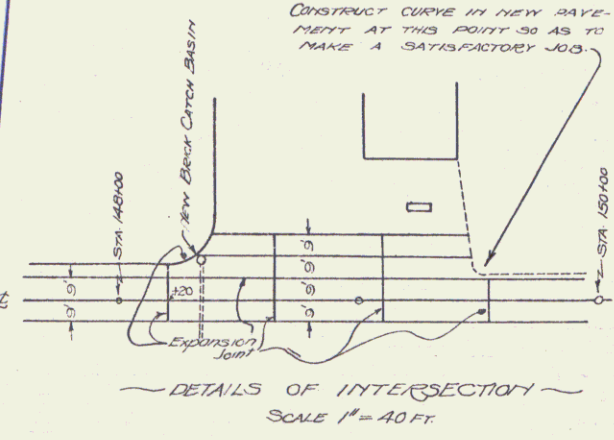 CONSTRUCT CURVE IN NEW PAVE-
MENT AT THIS POINT SO AS TO
MAKE A SATISFACTORY JOB.
NEW BRICK CATCH BASIN
STA. 148+00
STA. 150+00
9' 9'
9' 9' 9' 9'
+20
Expansion
Joint
DETAILS OF INTERSECTION
SCALE 1" = 40 FT.